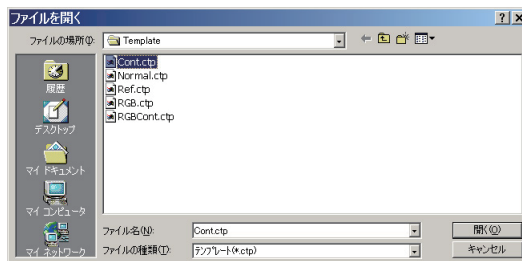 ファイルを開く
ファイルの場所(I):
Template
Cont.ctp
Normal.ctp
Ref.ctp
RGB.ctp
RGBCont.ctp
履歴
デスクトップ
マイ ドキュメント
マイ コンピュータ
マイ ネットワーク
ファイル名(N):
Cont.ctp
開く(O)
ファイルの種類(T):
テンプレート(*.ctp)
キャンセル